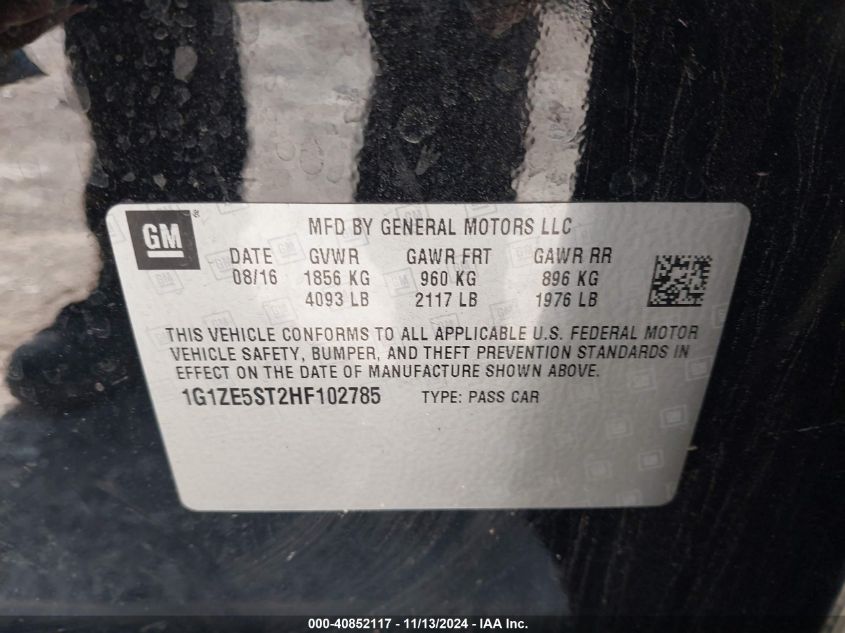 GM ®
MFD BY GENERAL MOTORS LLC
DATE GVWR GAWR FRT GAWR RR
08/16 1856 KG 960 KG 896 KG
4093 LB 2117 LB 1976 LB
THIS VEHICLE CONFORMS TO ALL APPLICABLE U.S. FEDERAL MOTOR
VEHICLE SAFETY, BUMPER, AND THEFT PREVENTION STANDARDS IN
EFFECT ON THE DATE OF MANUFACTURE SHOWN ABOVE.
1G1ZE5ST2HF102785 TYPE: PASS CAR
000-40852117 - 11/13/2024 - IAA Inc.